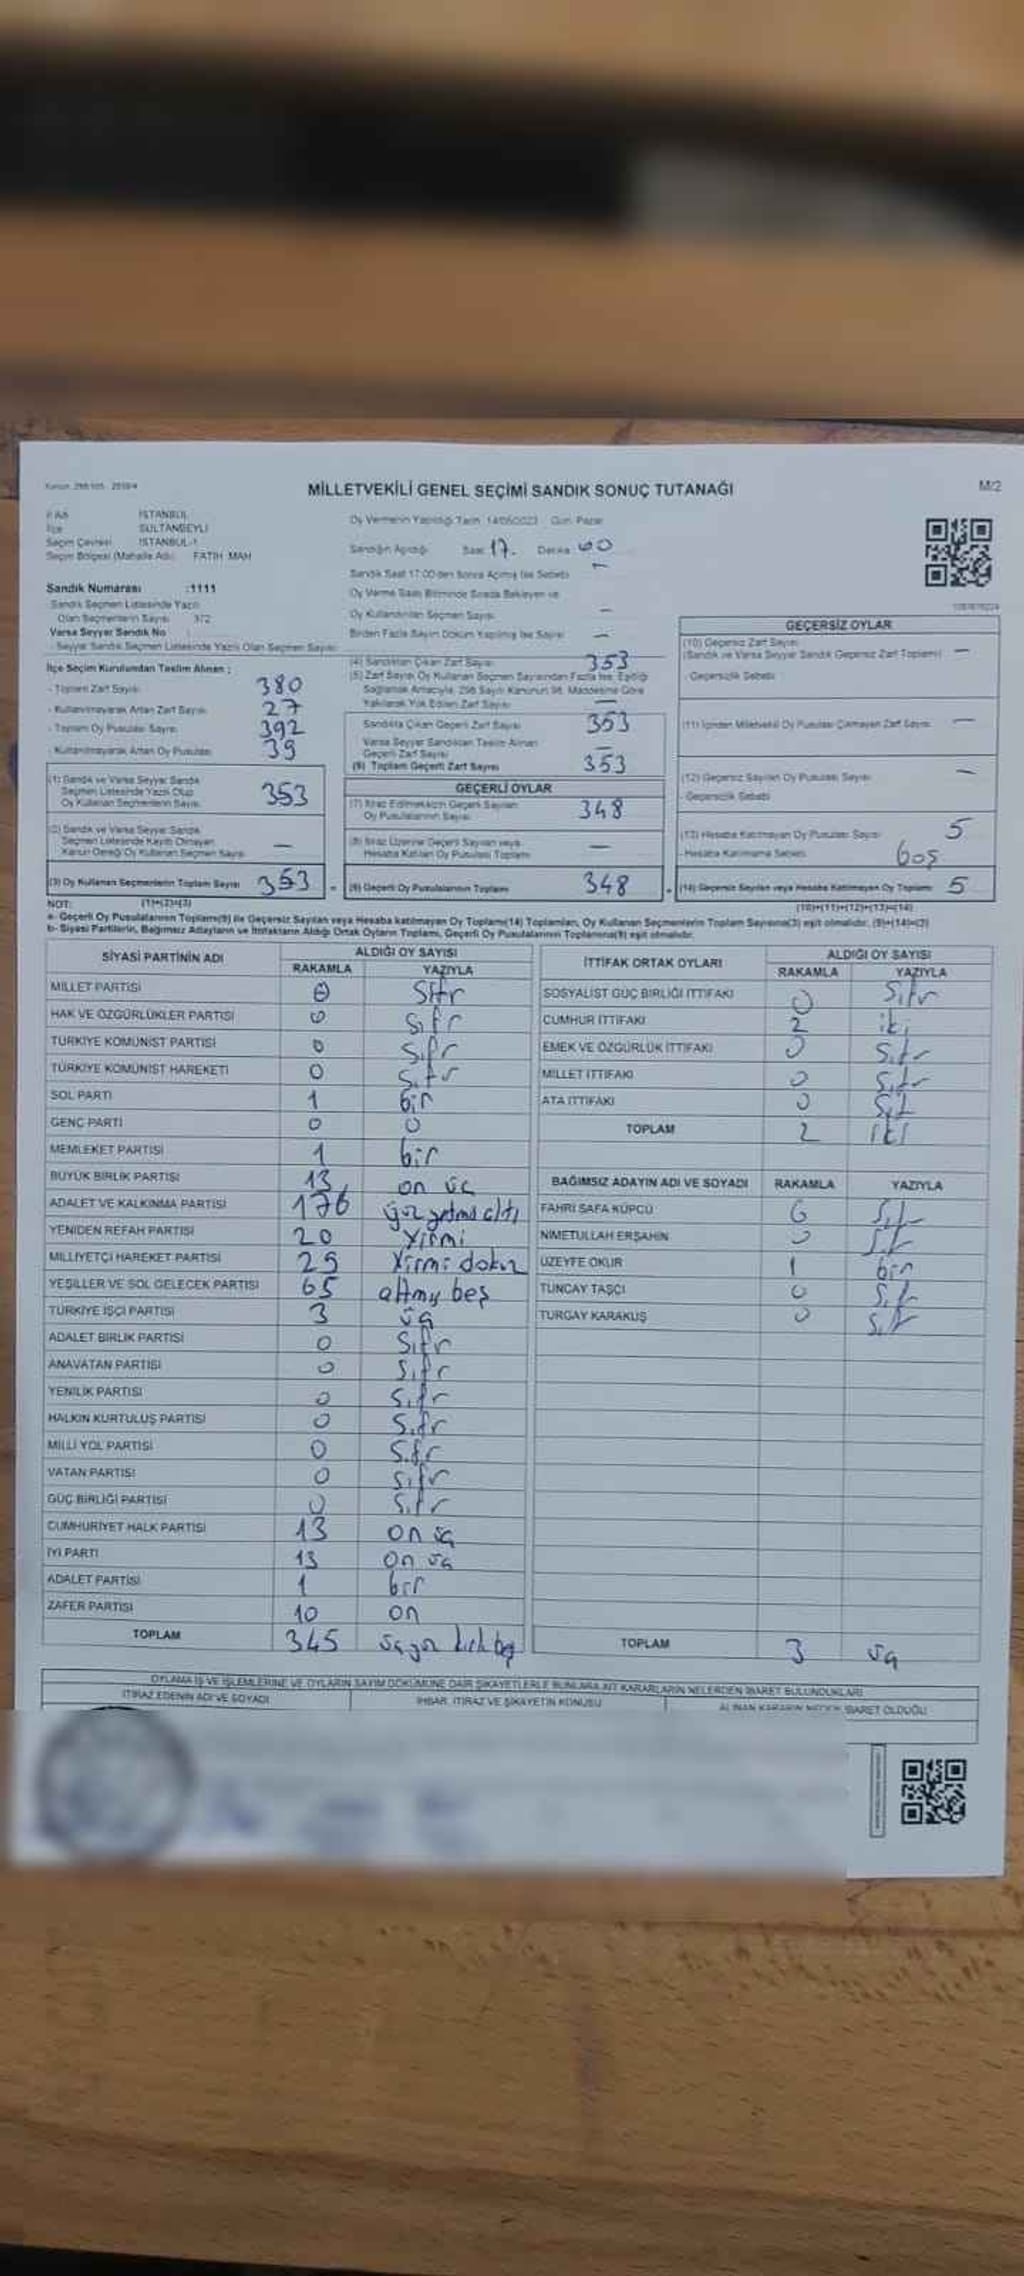 MİLLETVEKİLİ GENEL SEÇİMİ SANDIK SONUÇ TUTANAĞI
M/2
İl Adı İSTANBUL
İlçe SULTANBEYLİ
Seçim Çevresi İSTANBUL-1
Seçim Bölgesi (Mahalle Adı) FATİH MAH
Sandık Numarası :1111
Sandık Seçmen Listesinde Yazılı
Olan Seçmenlerin Sayısı 372
Varsa Seyyar Sandık No
Seyyar Sandık Seçmen Listesinde Yazılı Olan Seçmen Sayısı
Oy Vermenin Yapıldığı Tarih 14/05/2023 Gün Pazar
Sandığın Açıldığı Saat 17. Dakika 00
Sandık Saat 17:00'den Sonra Açılmış İse Sebebi -
Oy Verme Saati Bitiminde Sırada Bekleyen ve
Oy Kullandırılan Seçmen Sayısı -
Birden Fazla Sayım Döküm Yapılmış İse Sayısı -
İlçe Seçim Kurulundan Teslim Alınan :
- Toplam Zarf Sayısı 380
- Kullanılmayarak Artan Zarf Sayısı 27
- Toplam Oy Pusulası Sayısı 392
- Kullanılmayarak Artan Oy Pusulası 39
(1) Sandık ve Varsa Seyyar Sandık
Seçmen Listesinde Yazılı Olup
Oy Kullanan Seçmenlerin Sayısı 353
(2) Sandık ve Varsa Seyyar Sandık
Seçmen Listesinde Kayıtlı Olmayan
Kanun Gereği Oy Kullanan Seçmen Sayısı -
(3) Oy Kullanan Seçmenlerin Toplam Sayısı 353
(1)+(2)=(3)
(4) Sandıktan Çıkan Zarf Sayısı 353
(5) Zarf Sayısı Oy Kullanan Seçmen Sayısından Fazla İse, Eşitliği
Sağlamak Amacıyla, 298 Sayılı Kanunun 98. Maddesine Göre
Yakılarak Yok Edilen Zarf Sayısı -
Sandıkta Çıkan Geçerli Zarf Sayısı 353
Varsa Seyyar Sandıktan Teslim Alınan
Geçerli Zarf Sayısı -
(6) Toplam Geçerli Zarf Sayısı 353
GEÇERLİ OYLAR
(7) İtiraz Edilmeksizin Geçerli Sayılan
Oy Pusulalarının Sayısı 348
(8) İtiraz Üzerine Geçerli Sayılan veya
Hesaba Katılan Oy Pusulası Toplamı -
(9) Geçerli Oy Pusulalarının Toplamı 348
GEÇERSİZ OYLAR
(10) Geçersiz Zarf Sayısı
(Sandık ve Varsa Seyyar Sandık Geçersiz Zarf Toplamı) -
- Geçersizlik Sebebi
(11) İçinden Milletvekili Oy Pusulası Çıkmayan Zarf Sayısı -
(12) Geçersiz Sayılan Oy Pusulası Sayısı -
- Geçersizlik Sebebi
(13) Hesaba Katılmayan Oy Pusulası Sayısı 5
- Hesaba Katılmama Sebebi boş
(14) Geçersiz Sayılan veya Hesaba Katılmayan Oy Toplamı 5
(10)+(11)+(12)+(13)=(14)
NOT:
a- Geçerli Oy Pusulalarının Toplamı(9) ile Geçersiz Sayılan veya Hesaba katılmayan Oy Toplamı(14) Toplamları, Oy Kullanan Seçmenlerin Toplam Sayısına(3) eşit olmalıdır. (9)+(14)=(3)
b- Siyasi Partilerin, Bağımsız Adayların ve İttifakların Aldığı Ortak Oyların Toplamı, Geçerli Oy Pusulalarının Toplamına(9) eşit olmalıdır.
SİYASİ PARTİNİN ADI ALDIĞI OY SAYISI
RAKAMLA YAZIYLA
MİLLET PARTİSİ 0 Sıfır
HAK VE ÖZGÜRLÜKLER PARTİSİ 0 Sıfır
TÜRKİYE KOMÜNİST PARTİSİ 0 Sıfır
TÜRKİYE KOMÜNİST HAREKETİ 0 Sıfır
SOL PARTİ 1 bir
GENÇ PARTİ 0 0
MEMLEKET PARTİSİ 1 bir
BÜYÜK BİRLİK PARTİSİ 13 on üç
ADALET VE KALKINMA PARTİSİ 176 yüz yetmiş altı
YENİDEN REFAH PARTİSİ 20 Yirmi
MİLLİYETÇİ HAREKET PARTİSİ 29 Yirmi dokuz
YEŞİLLER VE SOL GELECEK PARTİSİ 65 altmış beş
TÜRKİYE İŞÇİ PARTİSİ 3 üç
ADALET BİRLİK PARTİSİ 0 Sıfır
ANAVATAN PARTİSİ 0 Sıfır
YENİLİK PARTİSİ 0 Sıfır
HALKIN KURTULUŞ PARTİSİ 0 Sıfır
MİLLİ YOL PARTİSİ 0 Sıfır
VATAN PARTİSİ 0 Sıfır
GÜÇ BİRLİĞİ PARTİSİ 0 Sıfır
CUMHURİYET HALK PARTİSİ 13 on üç
İYİ PARTİ 13 on üç
ADALET PARTİSİ 1 bir
ZAFER PARTİSİ 10 on
TOPLAM 345 üçyüz kırk beş
İTTİFAK ORTAK OYLARI ALDIĞI OY SAYISI
RAKAMLA YAZIYLA
SOSYALİST GÜÇ BİRLİĞİ İTTİFAKI 0 Sıfır
CUMHUR İTTİFAKI 2 iki
EMEK VE ÖZGÜRLÜK İTTİFAKI 0 Sıfır
MİLLET İTTİFAKI 0 Sıfır
ATA İTTİFAKI 0 Sıfır
TOPLAM 2 iki
BAĞIMSIZ ADAYIN ADI VE SOYADI RAKAMLA YAZIYLA
FAHRİ SAFA KÜPCÜ 0 Sıfır
NİMETULLAH ERŞAHİN 0 Sıfır
ÜZEYFE OKUR 1 bir
TUNCAY TAŞÇI 0 Sıfır
TURGAY KARAKUŞ 0 Sıfır
TOPLAM 3 üç
OYLAMA İŞ VE İŞLEMLERİNE VE OYLARIN SAYIM DÖKÜMÜNE DAİR ŞİKAYETLERLE BUNLARA AİT KARARLARIN NELERDEN İBARET BULUNDUKLARI
İTİRAZ EDENİN ADI VE SOYADI İHBAR, İTİRAZ VE ŞİKAYETİN KONUSU ALINAN KARARIN NEDEN İBARET OLDUĞU